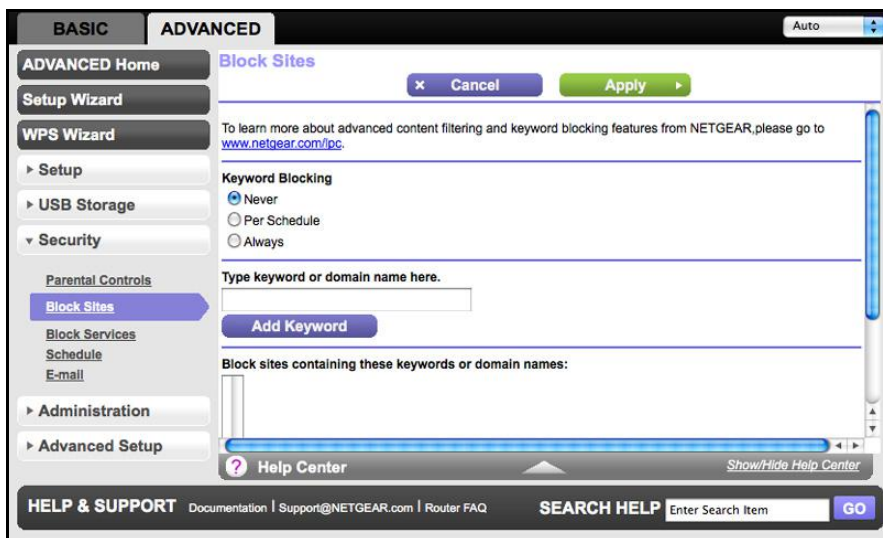 BASIC
ADVANCED
Auto
ADVANCED Home
Setup Wizard
WPS Wizard
Setup
USB Storage
Security
Parental Controls
Block Sites
Block Services
Schedule
E-mail
Administration
Advanced Setup
Block Sites
Cancel
Apply
To learn more about advanced content filtering and keyword blocking features from NETGEAR,please go to
www.netgear.com/lpc.
Keyword Blocking
Never
Per Schedule
Always
Type keyword or domain name here.
Add Keyword
Block sites containing these keywords or domain names:
? Help Center
Show/Hide Help Center
HELP & SUPPORT Documentation | Support@NETGEAR.com | Router FAQ
SEARCH HELP Enter Search Item GO